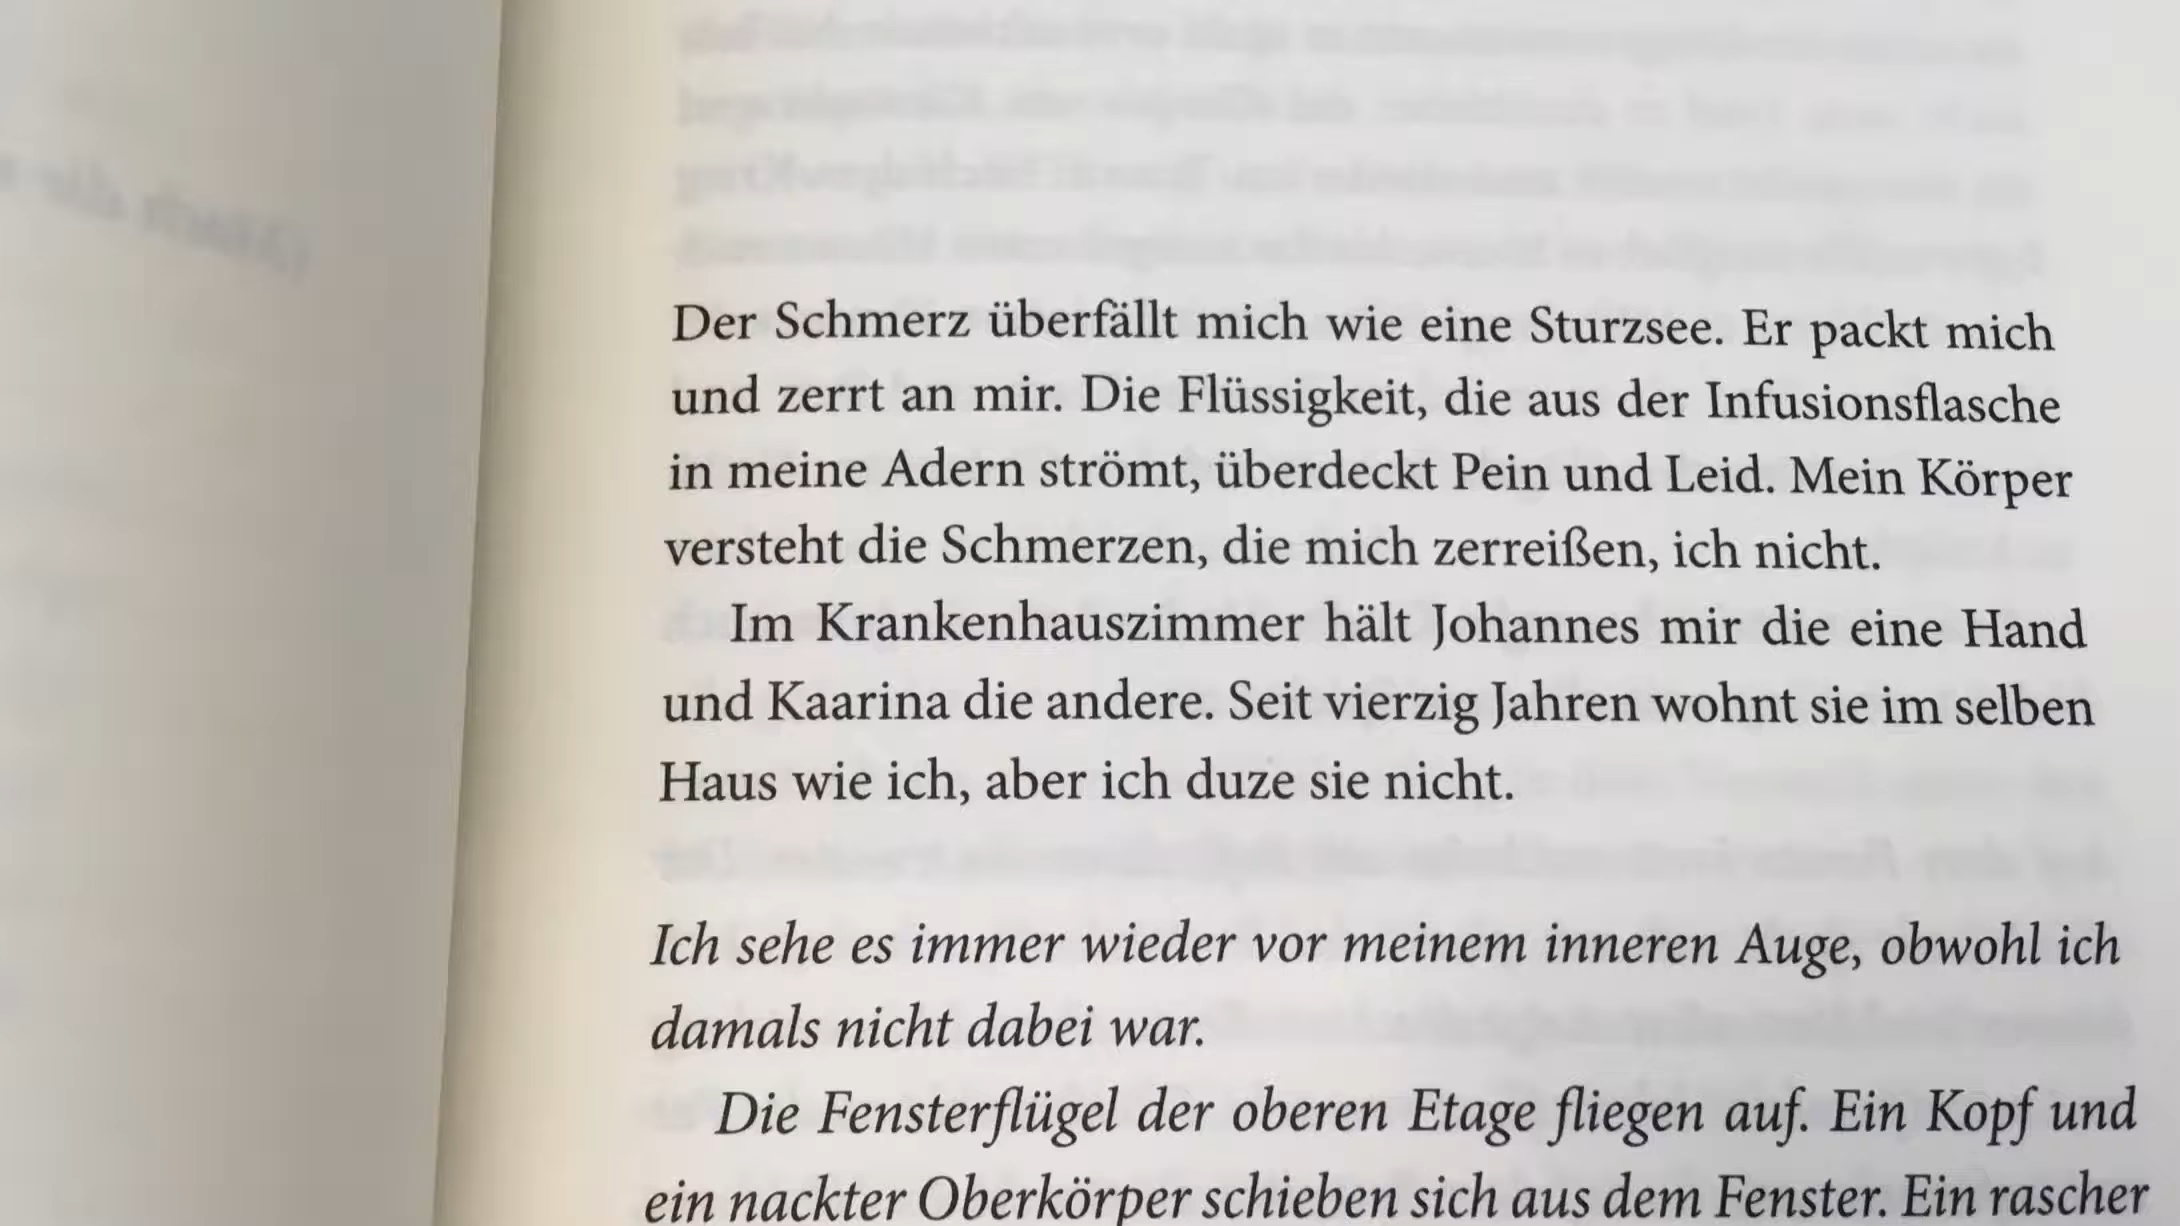 Der Schmerz überfällt mich wie eine Sturzsee. Er packt mich
und zerrt an mir. Die Flüssigkeit, die aus der Infusionsflasche
in meine Adern strömt, überdeckt Pein und Leid. Mein Körper
versteht die Schmerzen, die mich zerreißen, ich nicht.
Im Krankenhauszimmer hält Johannes mir die eine Hand
und Kaarina die andere. Seit vierzig Jahren wohnt sie im selben
Haus wie ich, aber ich duze sie nicht.
Ich sehe es immer wieder vor meinem inneren Auge, obwohl ich
damals nicht dabei war.
Die Fensterflügel der oberen Etage fliegen auf. Ein Kopf und
ein nackter Oberkörper schieben sich aus dem Fenster. Ein rascher